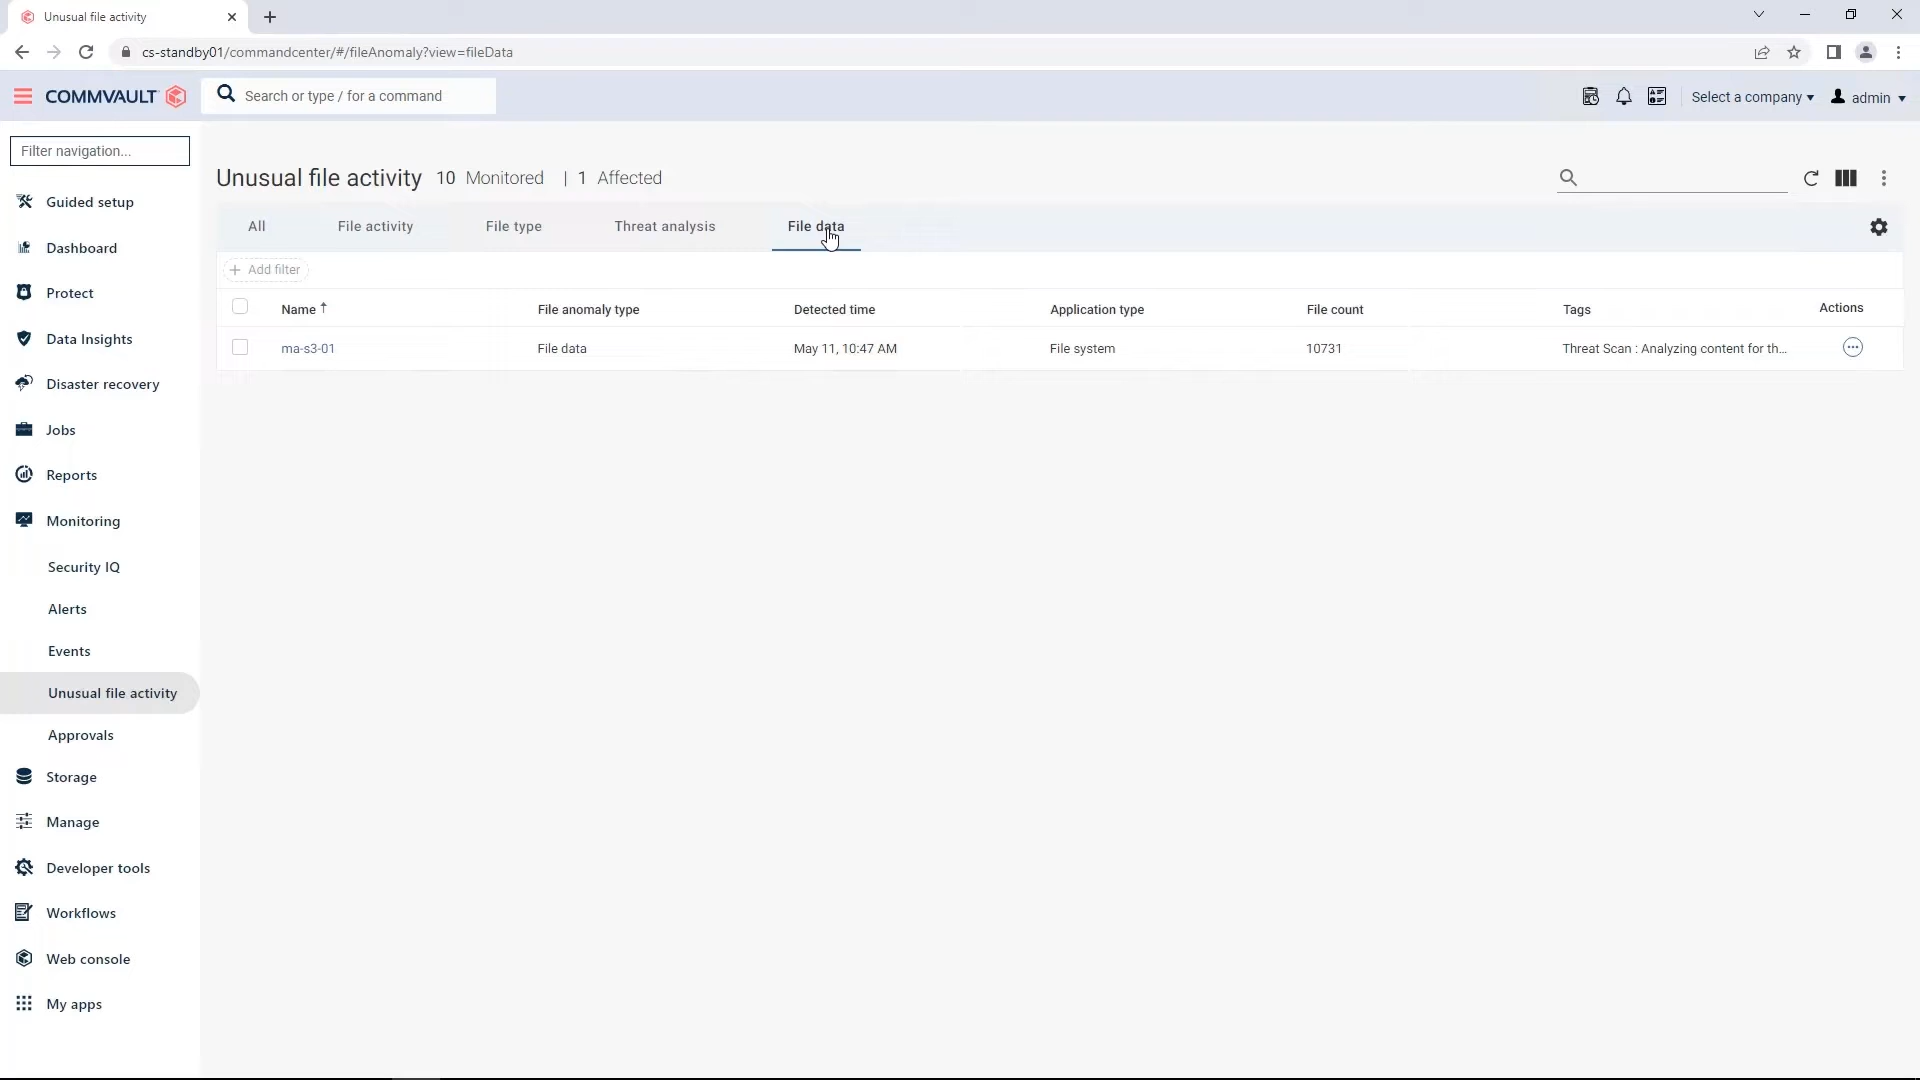 Unusual file activity
cs-standby01/commandcenter/#/fileAnomaly?view=fileData
COMMVAULT
Search or type / for a command
Select a company
admin
Filter navigation...
Guided setup
Dashboard
Protect
Data Insights
Disaster recovery
Jobs
Reports
Monitoring
Security IQ
Alerts
Events
Unusual file activity
Approvals
Storage
Manage
Developer tools
Workflows
Web console
My apps
Unusual file activity 10 Monitored | 1 Affected
All File activity File type Threat analysis File data
+ Add filter
Name ↑ File anomaly type Detected time Application type File count Tags Actions
ma-s3-01 File data May 11, 10:47 AM File system 10731 Threat Scan : Analyzing content for th...